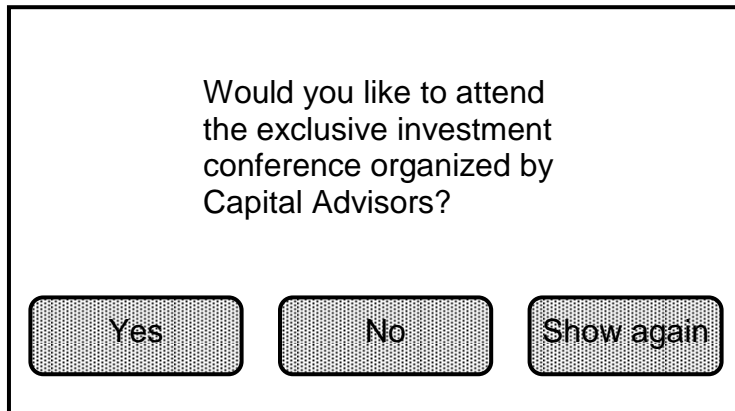 Would you like to attend
the exclusive investment
conference organized by
Capital Advisors?
Yes No Show again